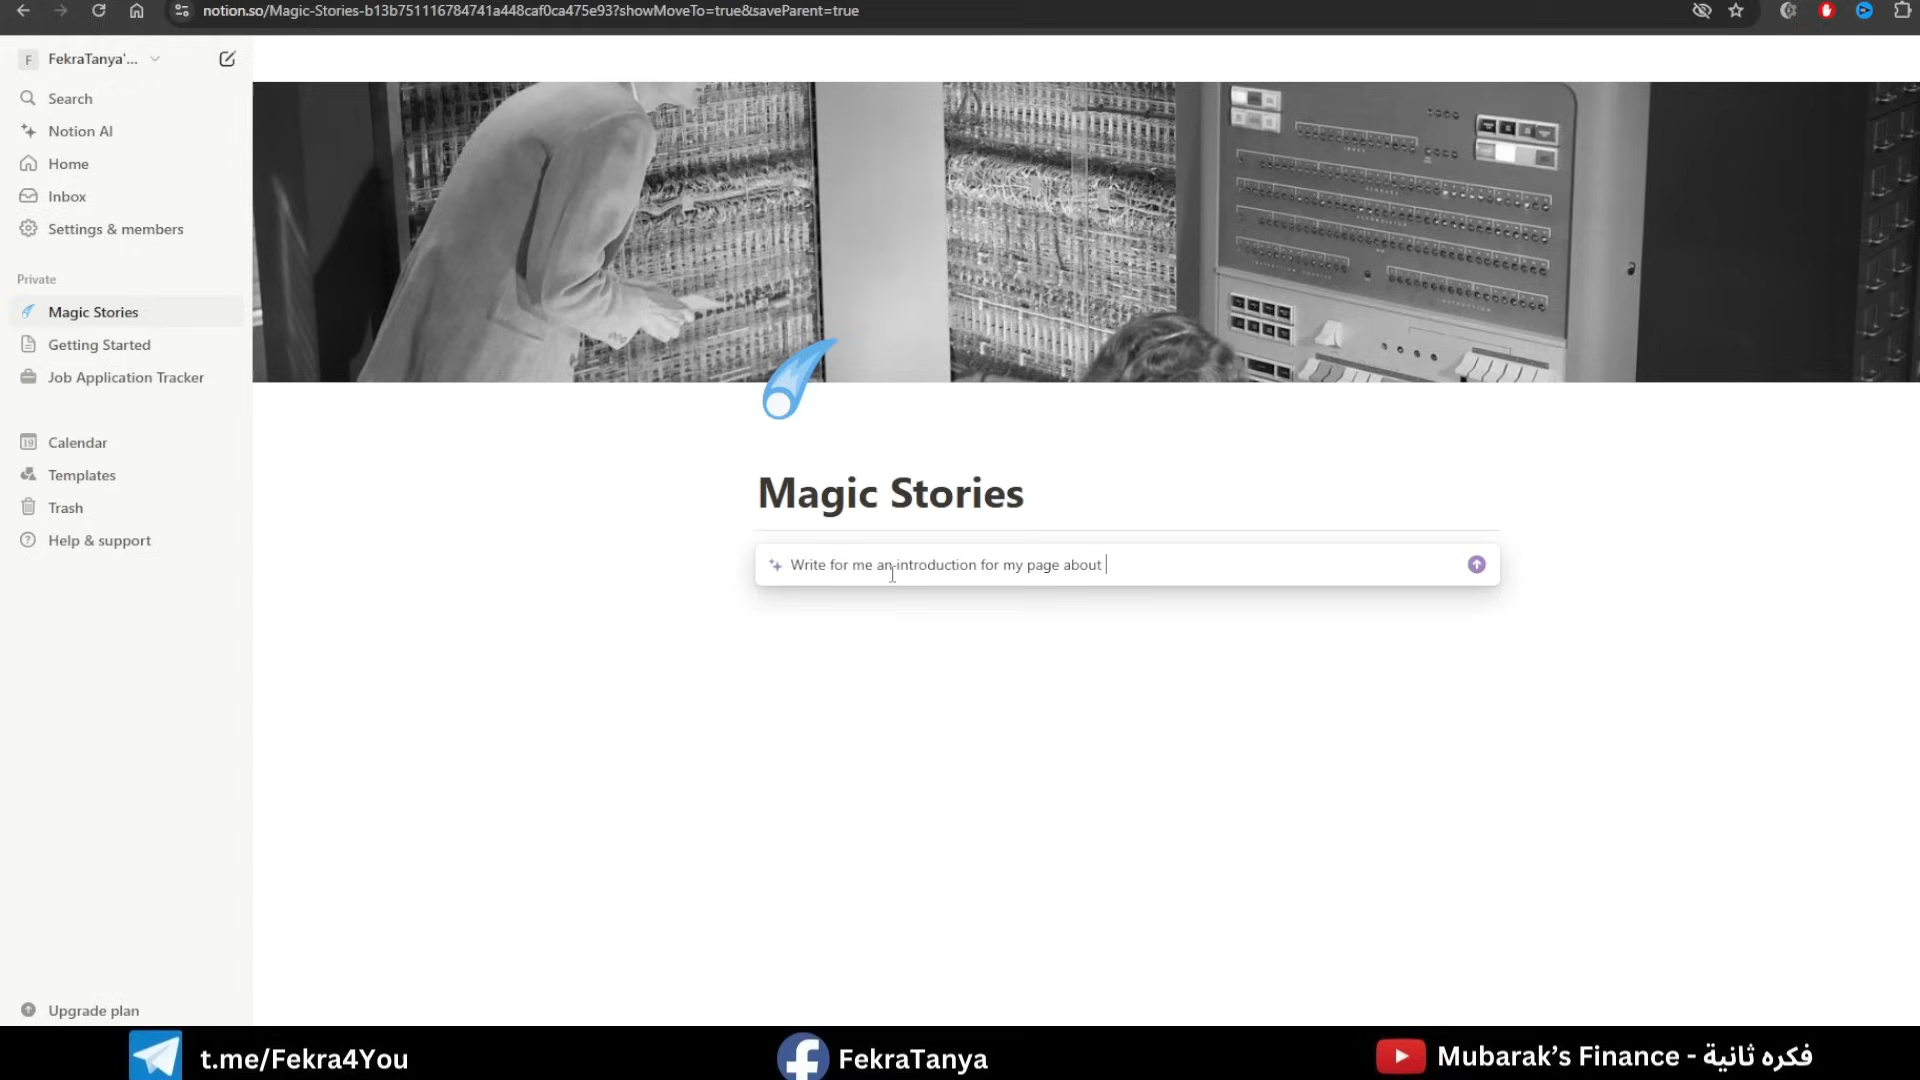 notion.so/Magic-Stories-b13b751116784741a448caf0ca475e93?showMoveTo=true&saveParent=true
F FekraTanya'...
Search
Notion AI
Home
Inbox
Settings & members
Private
Magic Stories
Getting Started
Job Application Tracker
19 Calendar
Templates
Trash
Help & support
Upgrade plan
Magic Stories
Write for me an introduction for my page about
t.me/Fekra4You
FekraTanya
Mubarak’s Finance - فكره ثانية